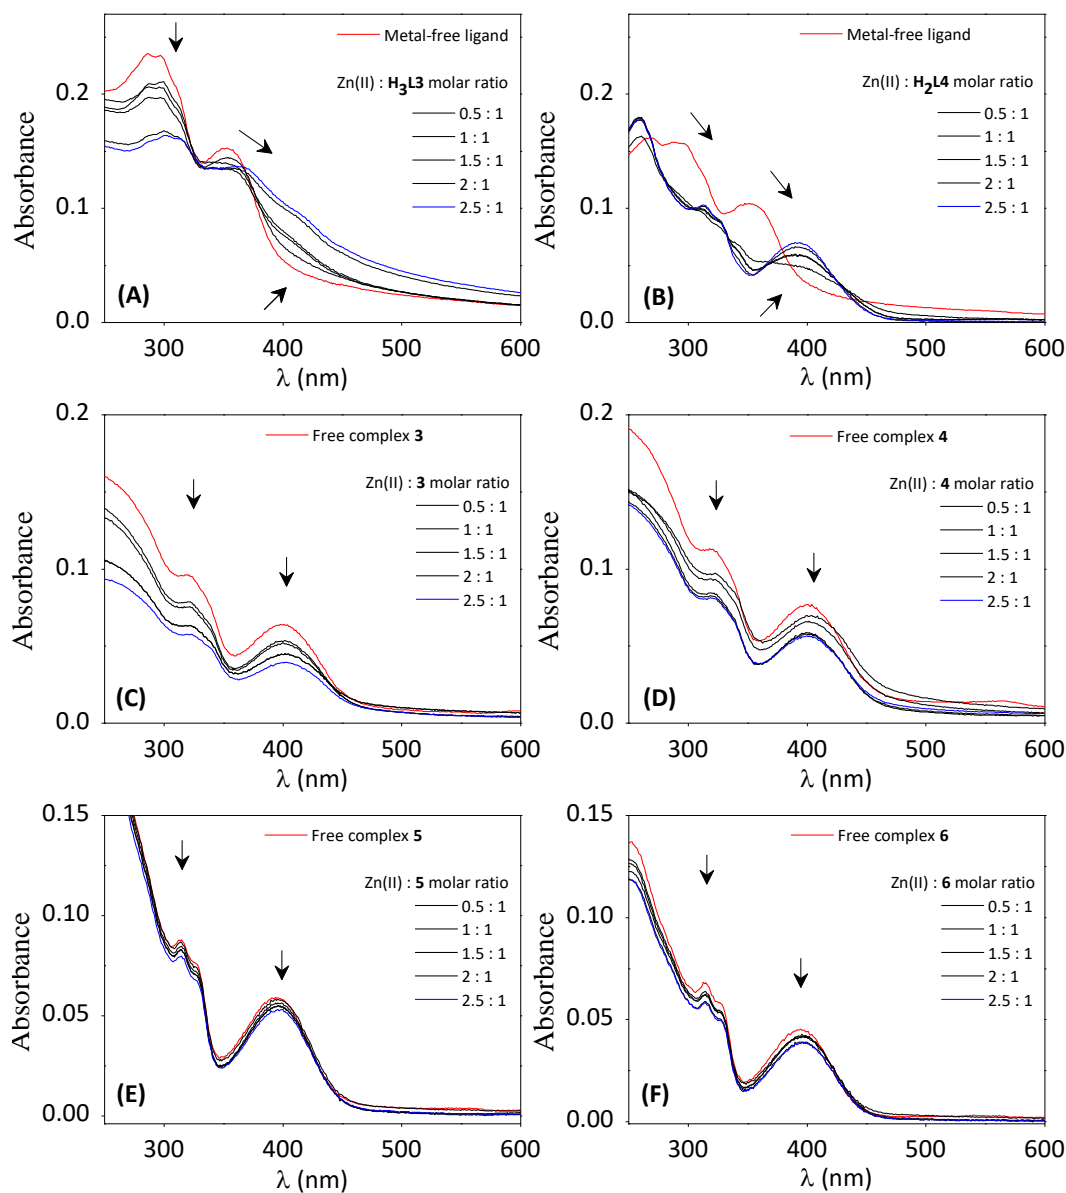 Metal-free ligand
Zn(II) : H3L3 molar ratio
0.5 : 1
1 : 1
1.5 : 1
2 : 1
2.5 : 1
Absorbance
0.2
0.1
0.0
(A)
300 400 500 600
λ (nm)
Metal-free ligand
Zn(II) : H2L4 molar ratio
0.5 : 1
1 : 1
1.5 : 1
2 : 1
2.5 : 1
Absorbance
0.2
0.1
0.0
(B)
300 400 500 600
λ (nm)
Free complex 3
Zn(II) : 3 molar ratio
0.5 : 1
1 : 1
1.5 : 1
2 : 1
2.5 : 1
Absorbance
0.2
0.1
0.0
(C)
300 400 500 600
λ (nm)
Free complex 4
Zn(II) : 4 molar ratio
0.5 : 1
1 : 1
1.5 : 1
2 : 1
2.5 : 1
Absorbance
0.2
0.1
0.0
(D)
300 400 500 600
λ (nm)
Free complex 5
Zn(II) : 5 molar ratio
0.5 : 1
1 : 1
1.5 : 1
2 : 1
2.5 : 1
Absorbance
0.15
0.10
0.05
0.00
(E)
300 400 500 600
λ (nm)
Free complex 6
Zn(II) : 6 molar ratio
0.5 : 1
1 : 1
1.5 : 1
2 : 1
2.5 : 1
Absorbance
0.15
0.10
0.05
0.00
(F)
300 400 500 600
λ (nm)